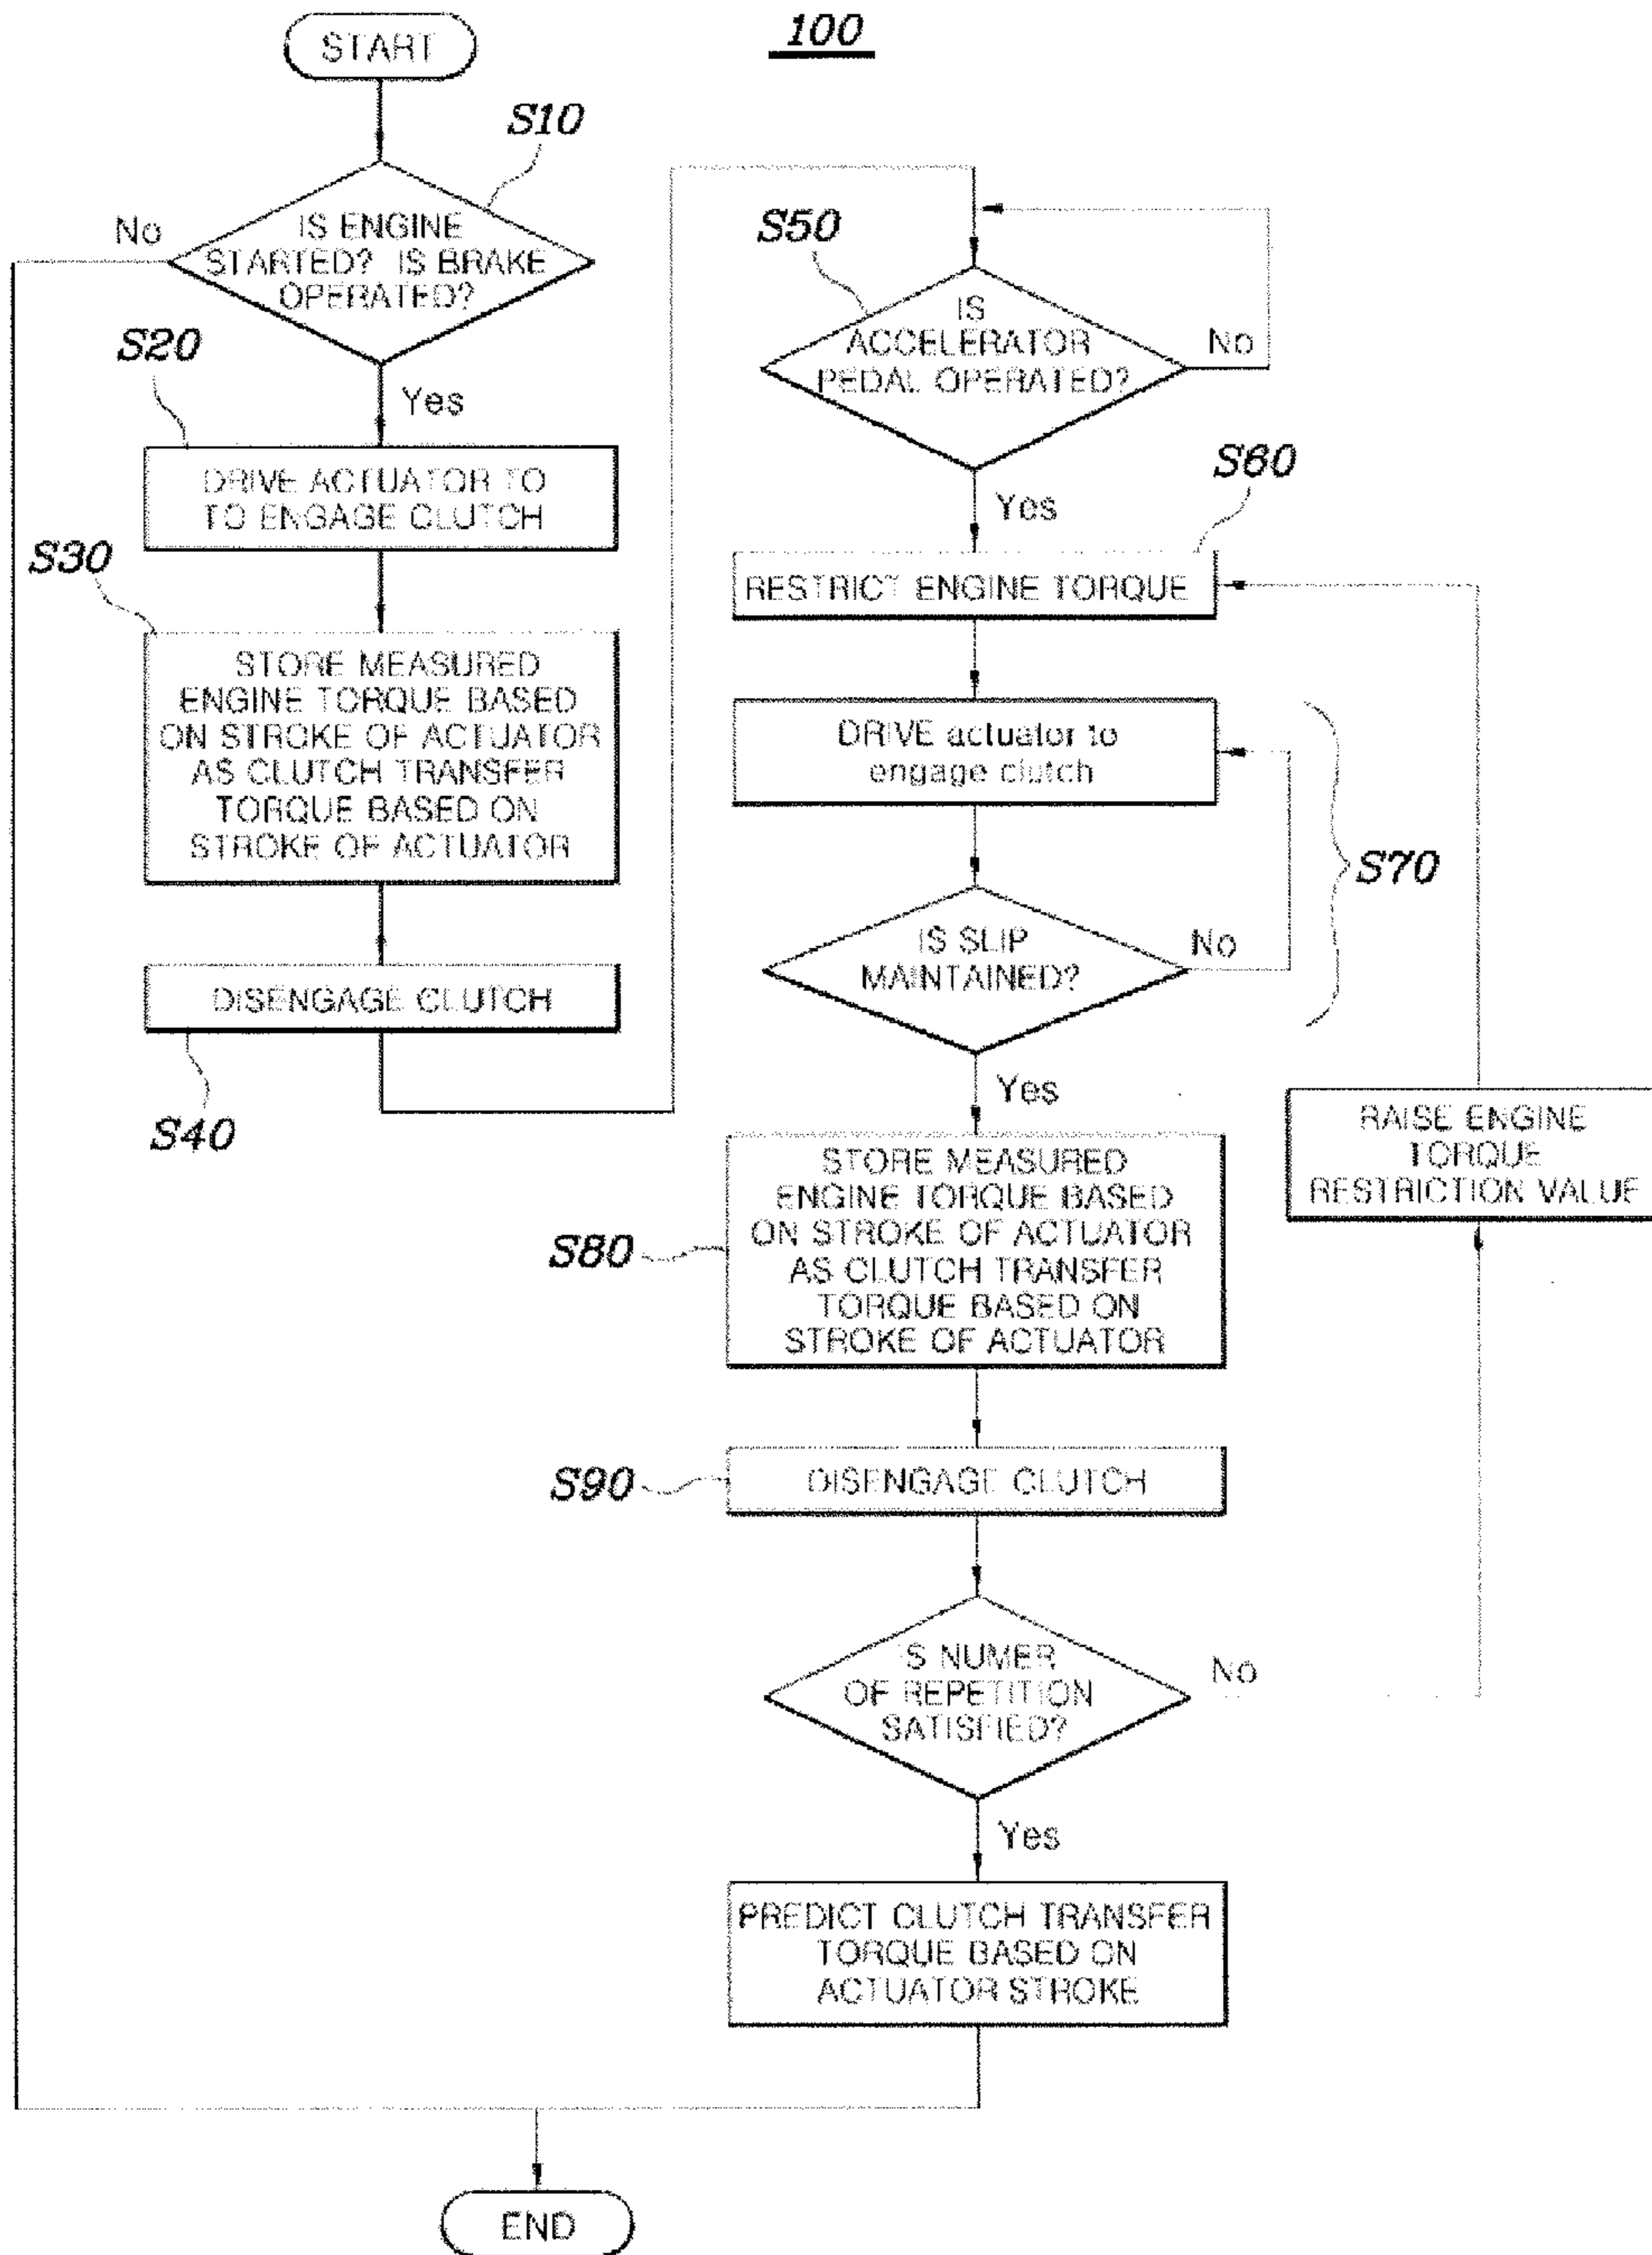 100
START
S10
No
IS ENGINE
STARTED? IS BRAKE
OPERATED?
Yes
S20
DRIVE ACTUATOR TO
TO ENGAGE CLUTCH
S30
STORE MEASURED
ENGINE TORQUE BASED
ON STROKE OF ACTUATOR
AS CLUTCH TRANSFER
TORQUE BASED ON
STROKE OF ACTUATOR
DISENGAGE CLUTCH
S40
S50
IS
ACCELERATOR
PEDAL OPERATED?
No
Yes
S60
RESTRICT ENGINE TORQUE
DRIVE actuator to
engage clutch
S70
IS SLIP
MAINTAINED?
No
Yes
STORE MEASURED
ENGINE TORQUE BASED
ON STROKE OF ACTUATOR
AS CLUTCH TRANSFER
TORQUE BASED ON
STROKE OF ACTUATOR
S80
RAISE ENGINE
TORQUE
RESTRICTION VALUE
S90
DISENGAGE CLUTCH
IS NUMER
OF REPETITION
SATISFIED?
No
Yes
PREDICT CLUTCH TRANSFER
TORQUE BASED ON
ACTUATOR STROKE
END